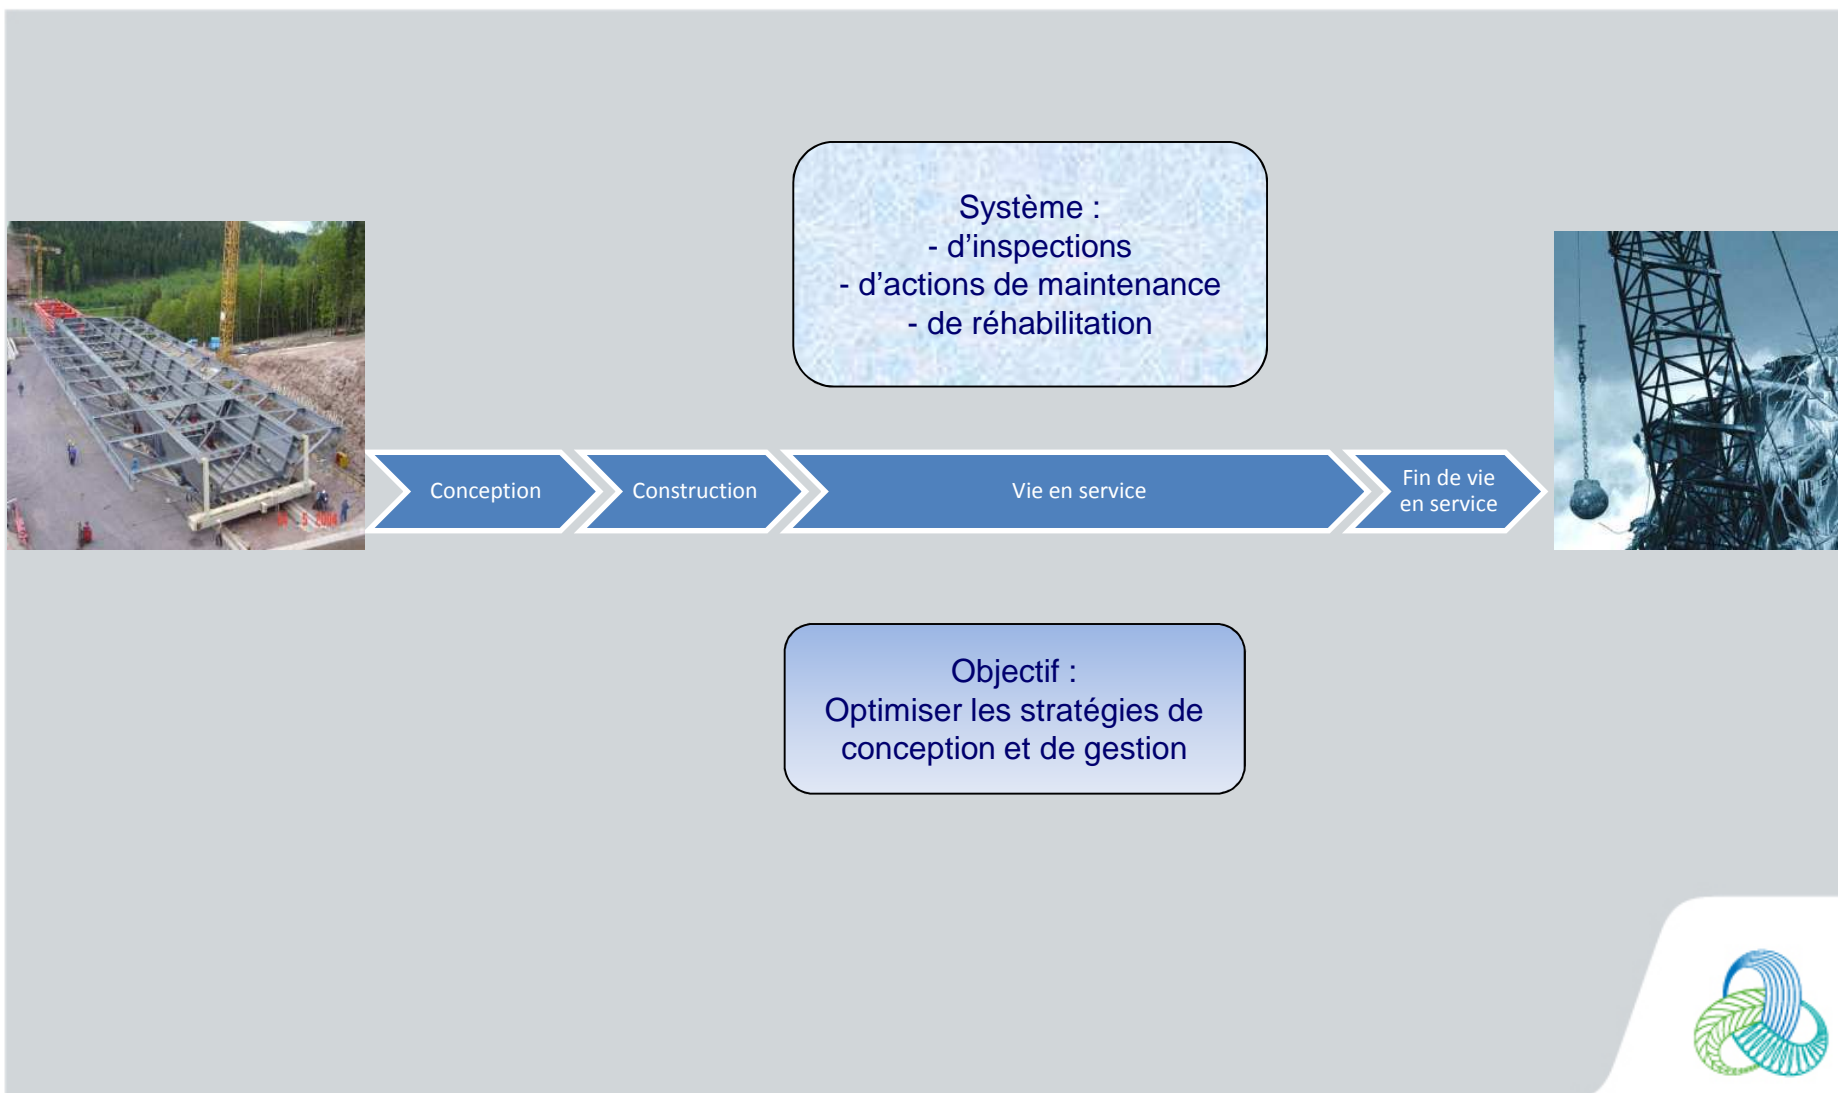 Système :
- d'inspections
- d'actions de maintenance
- de réhabilitation
Conception
Construction
Vie en service
Fin de vie
en service
Objectif :
Optimiser les stratégies de
conception et de gestion